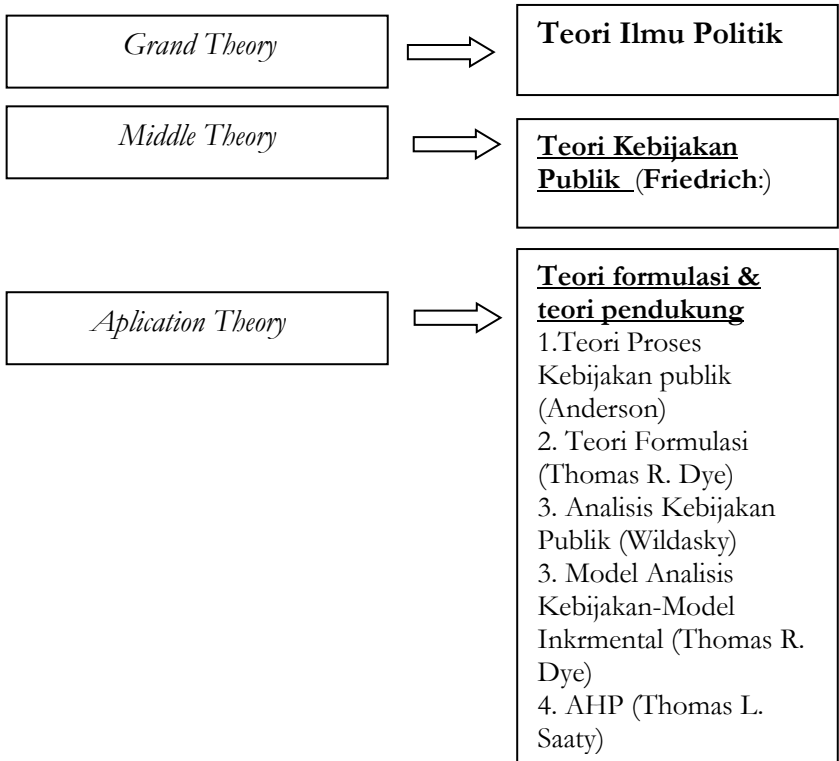 Grand Theory
Teori Ilmu Politik
Middle Theory
Teori Kebijakan
Publik (Friedrich:)
Aplication Theory
Teori formulasi &
teori pendukung
1.Teori Proses
Kebijakan publik
(Anderson)
2. Teori Formulasi
(Thomas R. Dye)
3. Analisis Kebijakan
Publik (Wildasky)
3. Model Analisis
Kebijakan-Model
Inkrmental (Thomas R.
Dye)
4. AHP (Thomas L.
Saaty)